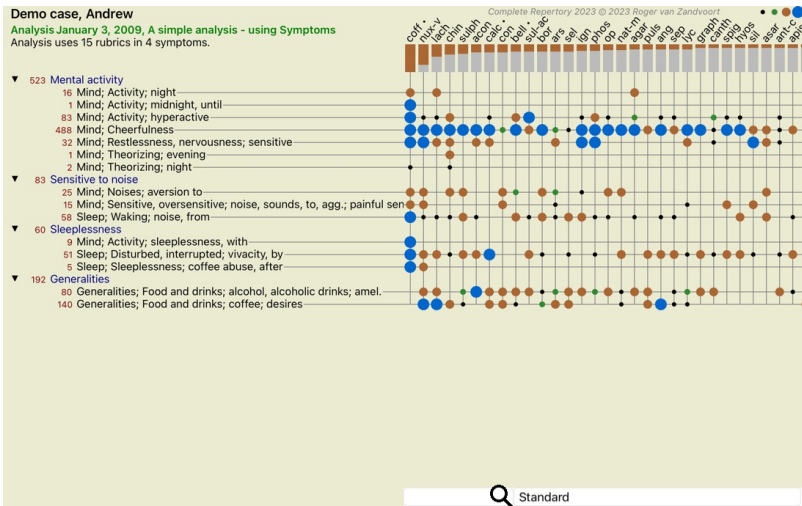 Demo case, Andrew
Complete Repertory 2023 © 2023 Roger van Zandvoort
Analysis January 3, 2009, A simple analysis - using Symptoms
Analysis uses 15 rubrics in 4 symptoms.
coff • nux-v • lach chin sulph acon calc • con bell • sul-ac bor ars sel ign phos op nat-m agar puls ang sep lyc graph canth spig hyos sil asar ant-c apis
▼ 523 Mental activity
16 Mind; Activity; night
1 Mind; Activity; midnight, until
83 Mind; Activity; hyperactive
488 Mind; Cheerfulness
32 Mind; Restlessness, nervousness; sensitive
1 Mind; Theorizing; evening
2 Mind; Theorizing; night
▼ 83 Sensitive to noise
25 Mind; Noises; aversion to
15 Mind; Sensitive, oversensitive; noise, sounds, to, agg.; painful sen
58 Sleep; Waking; noise, from
▼ 60 Sleeplessness
9 Mind; Activity; sleeplessness, with
51 Sleep; Disturbed, interrupted; vivacity, by
5 Sleep; Sleeplessness; coffee abuse, after
▼ 192 Generalities
80 Generalities; Food and drinks; alcohol, alcoholic drinks; amel.
140 Generalities; Food and drinks; coffee; desires
Standard